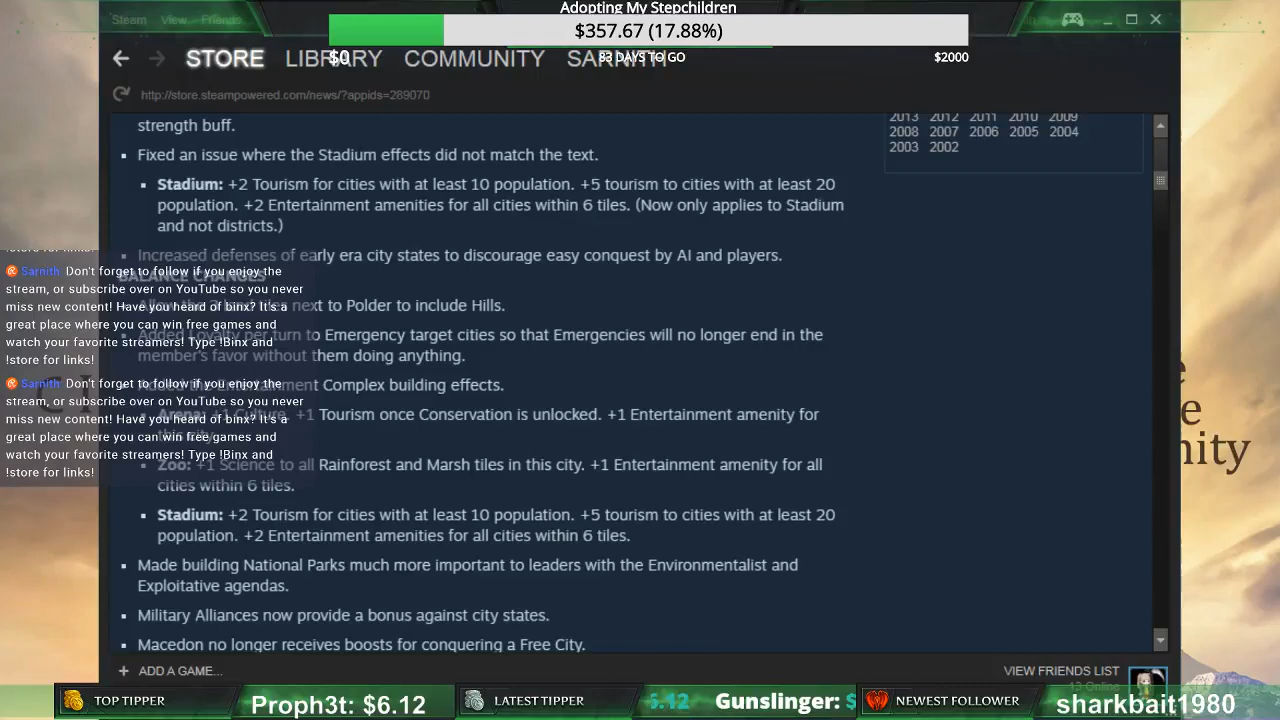 Adopting My Stepchildren
Steam View Friends
$357.67 (17.88%)
STORE LIBRARY COMMUNITY SARNITH
$0
83 DAYS TO GO
$2000
http://store.steampowered.com/news/?appids=289070
2013 2012 2011 2010 2009
2008 2007 2006 2005 2004
2003 2002
strength buff.
Fixed an issue where the Stadium effects did not match the text.
Stadium: +2 Tourism for cities with at least 10 population. +5 tourism to cities with at least 20
population. +2 Entertainment amenities for all cities within 6 tiles. (Now only applies to Stadium
and not districts.)
Increased defenses of early era city states to discourage easy conquest by AI and players.
BALANCE CHANGES
next to Polder to include Hills.
Added Loyalty per turn to Emergency target cities so that Emergencies will no longer end in the
member's favor without them doing anything.
Entertainment Complex building effects.
Arena: +1 Culture, +1 Tourism once Conservation is unlocked. +1 Entertainment amenity for
this city.
Zoo: +1 Science to all Rainforest and Marsh tiles in this city. +1 Entertainment amenity for all
cities within 6 tiles.
Stadium: +2 Tourism for cities with at least 10 population. +5 tourism to cities with at least 20
population. +2 Entertainment amenities for all cities within 6 tiles.
Made building National Parks much more important to leaders with the Environmentalist and
Exploitative agendas.
Military Alliances now provide a bonus against city states.
Macedon no longer receives boosts for conquering a Free City.
!store for links!
Sarnith Don't forget to follow if you enjoy the
stream, or subscribe over on YouTube so you never
miss new content! Have you heard of binx? It's a
great place where you can win free games and
watch your favorite streamers! Type !Binx and
!store for links!
Sarnith Don't forget to follow if you enjoy the
stream, or subscribe over on YouTube so you never
miss new content! Have you heard of binx? It's a
great place where you can win free games and
watch your favorite streamers! Type !Binx and
!store for links!
C I
e
e
nity
+ ADD A GAME...
VIEW FRIENDS LIST
13 Online
TOP TIPPER
Proph3t: $6.12
LATEST TIPPER
5.12 Gunslinger: $
NEWEST FOLLOWER
sharkbait1980